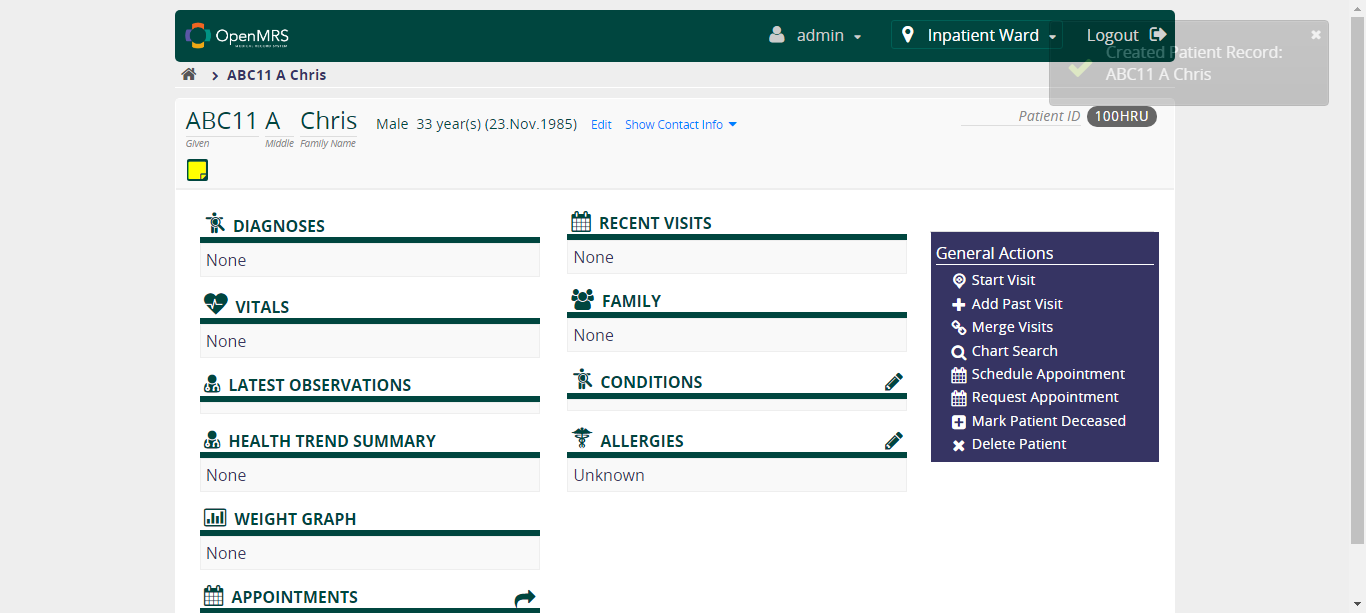 OpenMRS
admin
Inpatient Ward
Logout
Created Patient Record:
ABC11 A Chris
ABC11 A Chris
ABC11 A Chris
Male 33 year(s) (23.Nov.1985) Edit Show Contact Info
Patient ID 100HRU
Given Middle Family Name
DIAGNOSES
None
VITALS
None
LATEST OBSERVATIONS
HEALTH TREND SUMMARY
None
WEIGHT GRAPH
None
APPOINTMENTS
RECENT VISITS
None
FAMILY
None
CONDITIONS
ALLERGIES
Unknown
General Actions
Start Visit
Add Past Visit
Merge Visits
Chart Search
Schedule Appointment
Request Appointment
Mark Patient Deceased
Delete Patient